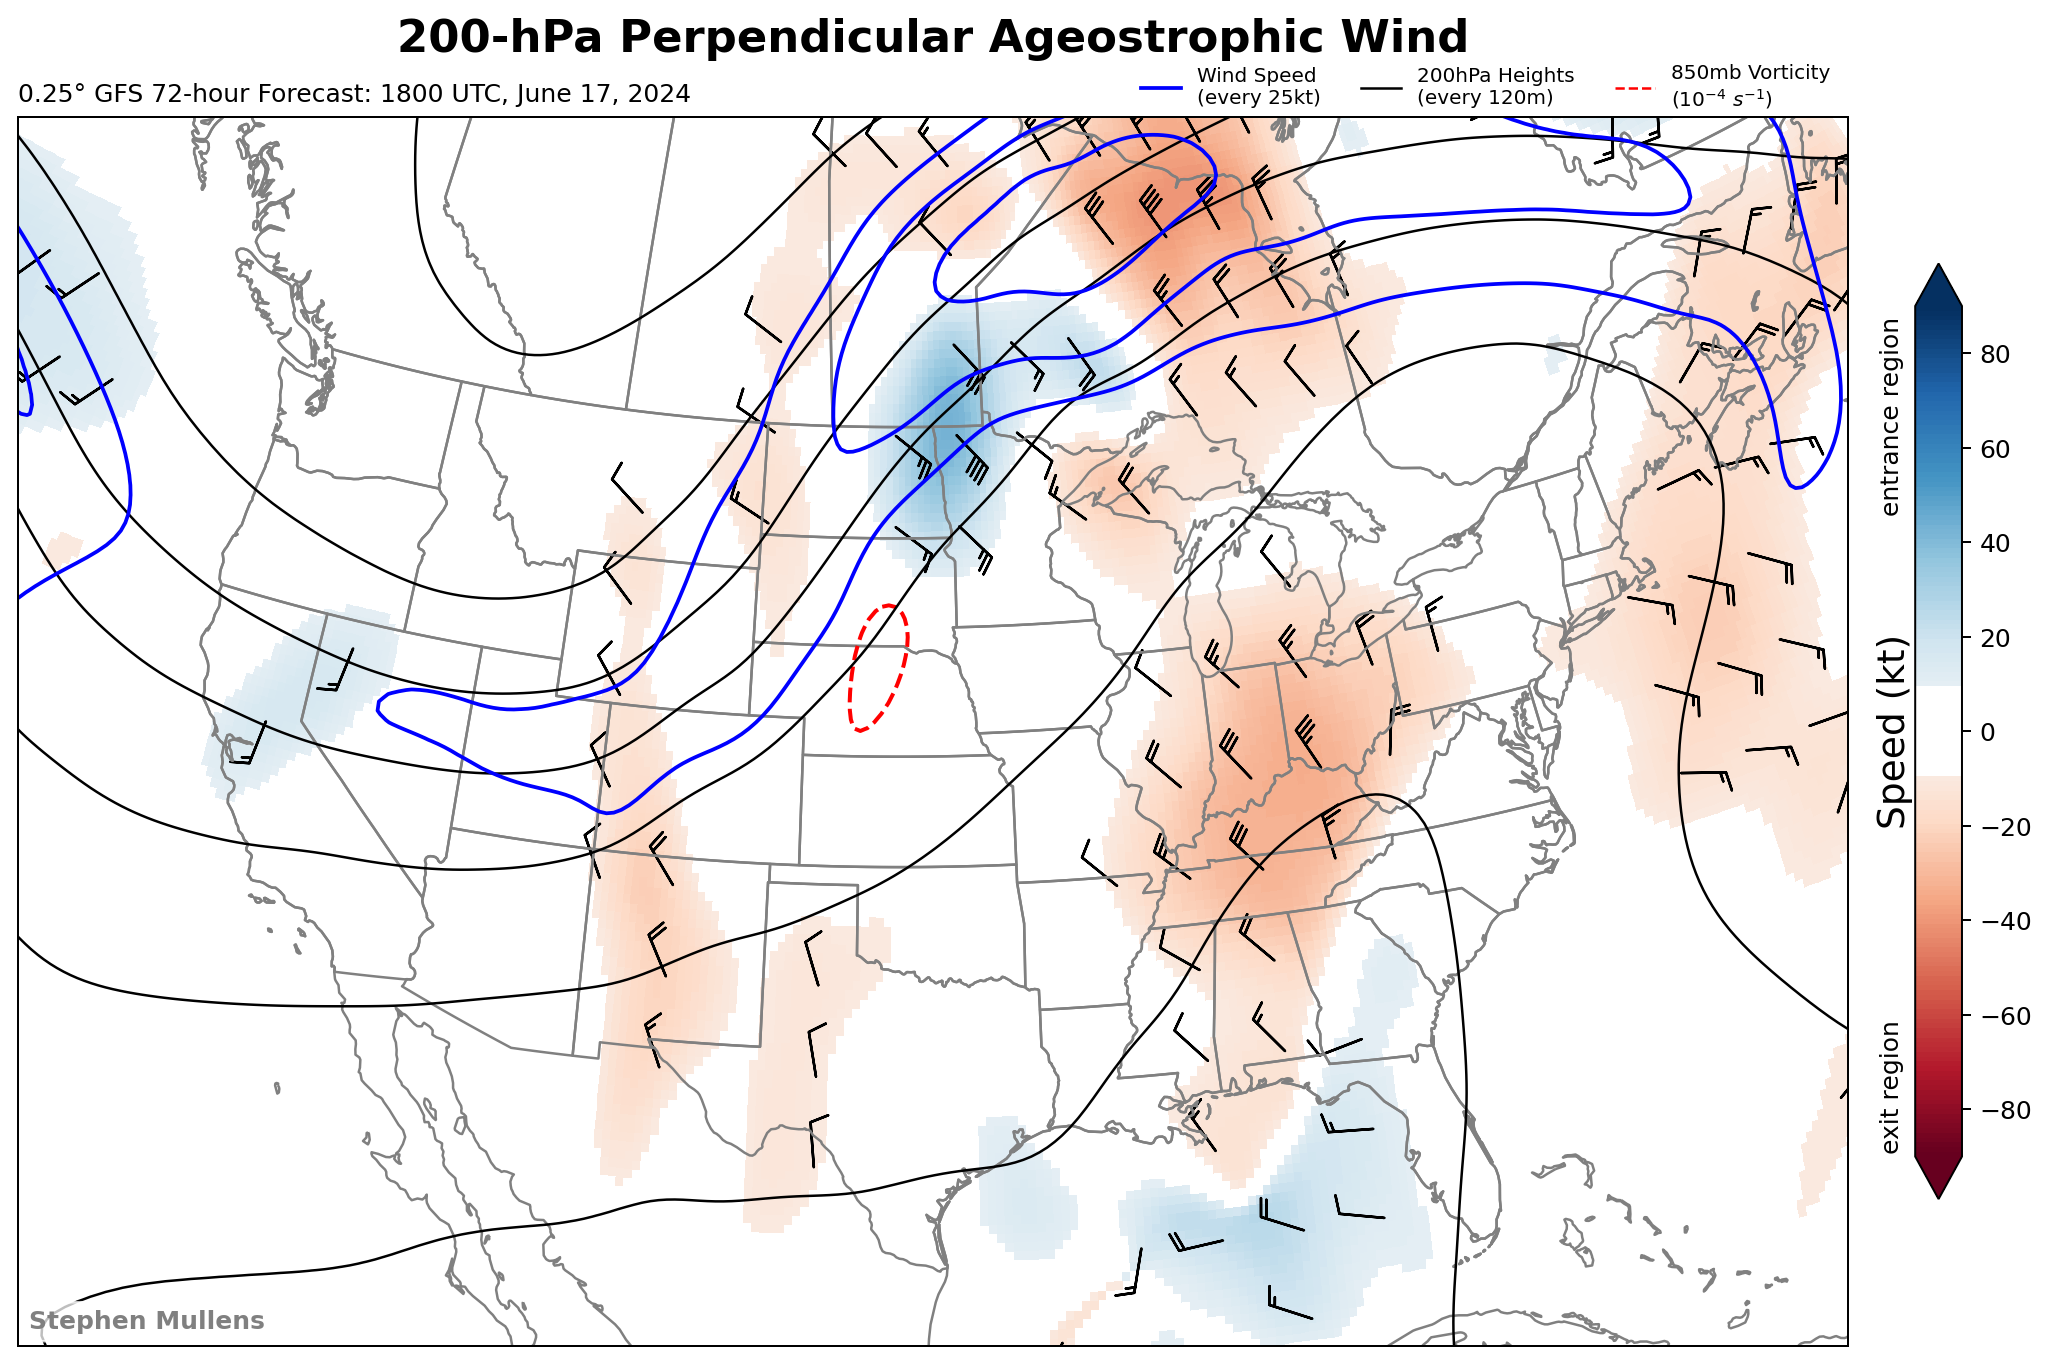 200-hPa Perpendicular Ageostrophic Wind
0.25° GFS 72-hour Forecast: 1800 UTC, June 17, 2024
Wind Speed
(every 25kt)
200hPa Heights
(every 120m)
850mb Vorticity
(10⁻⁴ s⁻¹)
entrance region
Speed (kt)
exit region
80
60
40
20
0
−20
−40
−60
−80
Stephen Mullens